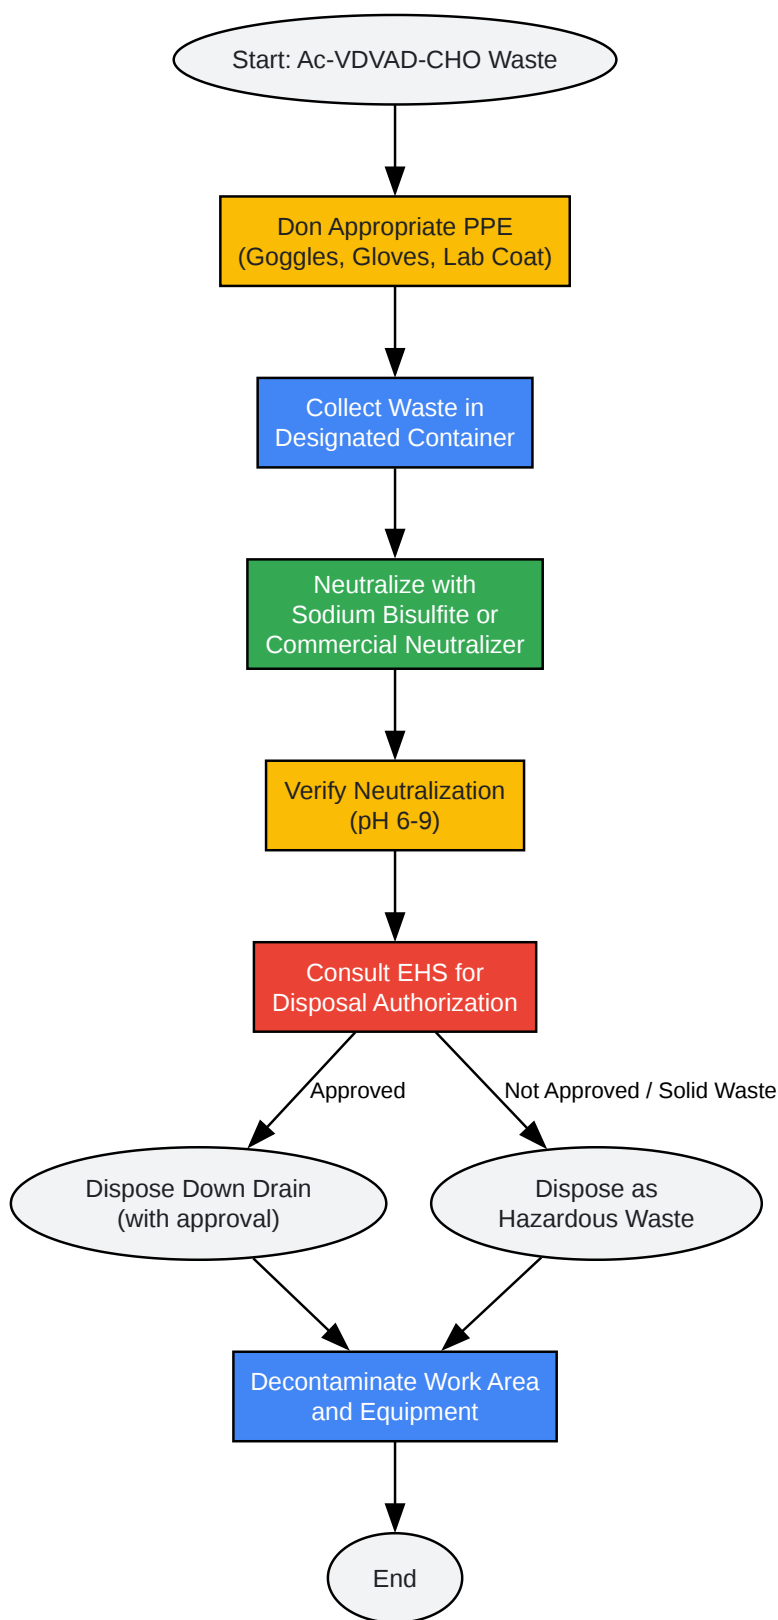 Start: Ac-VDVAD-CHO Waste
Don Appropriate PPE
(Goggles, Gloves, Lab Coat)
Collect Waste in
Designated Container
Neutralize with
Sodium Bisulfite or
Commercial Neutralizer
Verify Neutralization
(pH 6-9)
Consult EHS for
Disposal Authorization
Approved
Not Approved / Solid Waste
Dispose Down Drain
(with approval)
Dispose as
Hazardous Waste
Decontaminate Work Area
and Equipment
End